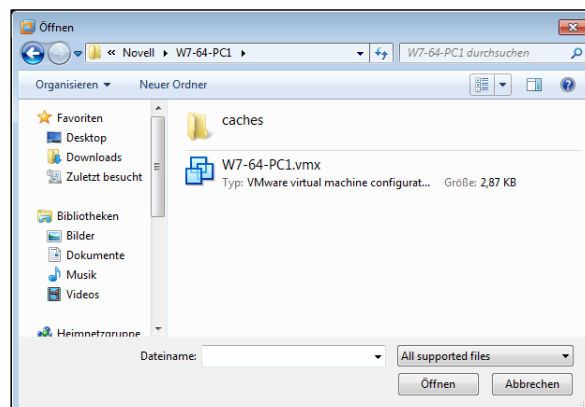 Öffnen
« Novell ▸ W7-64-PC1 ▸
W7-64-PC1 durchsuchen
Organisieren ▾ Neuer Ordner
Favoriten
Desktop
Downloads
Zuletzt besucht
Bibliotheken
Bilder
Dokumente
Musik
Videos
Heimnetzgruppe
caches
W7-64-PC1.vmx
Typ: VMware virtual machine configurat... Größe: 2,87 KB
Dateiname:
All supported files
Öffnen Abbrechen